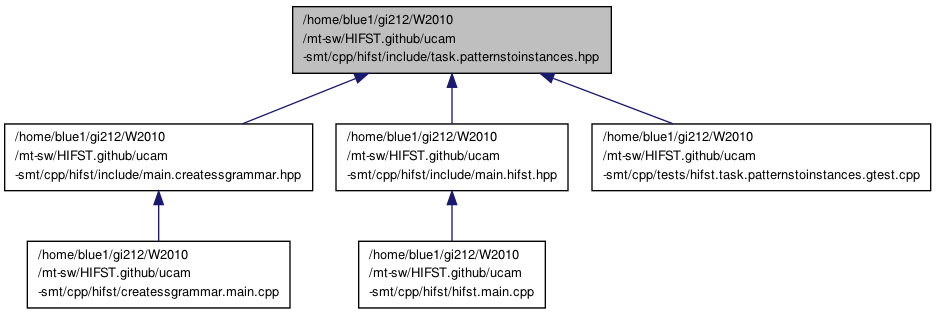 /home/blue1/gi212/W2010
/mt-sw/HIFST.github/ucam
-smt/cpp/hifst/include/task.patternstoinstances.hpp
/home/blue1/gi212/W2010
/mt-sw/HIFST.github/ucam
-smt/cpp/hifst/include/main.createssgrammar.hpp
/home/blue1/gi212/W2010
/mt-sw/HIFST.github/ucam
-smt/cpp/hifst/include/main.hifst.hpp
/home/blue1/gi212/W2010
/mt-sw/HIFST.github/ucam
-smt/cpp/tests/hifst.task.patternstoinstances.gtest.cpp
/home/blue1/gi212/W2010
/mt-sw/HIFST.github/ucam
-smt/cpp/hifst/createssgrammar.main.cpp
/home/blue1/gi212/W2010
/mt-sw/HIFST.github/ucam
-smt/cpp/hifst/hifst.main.cpp